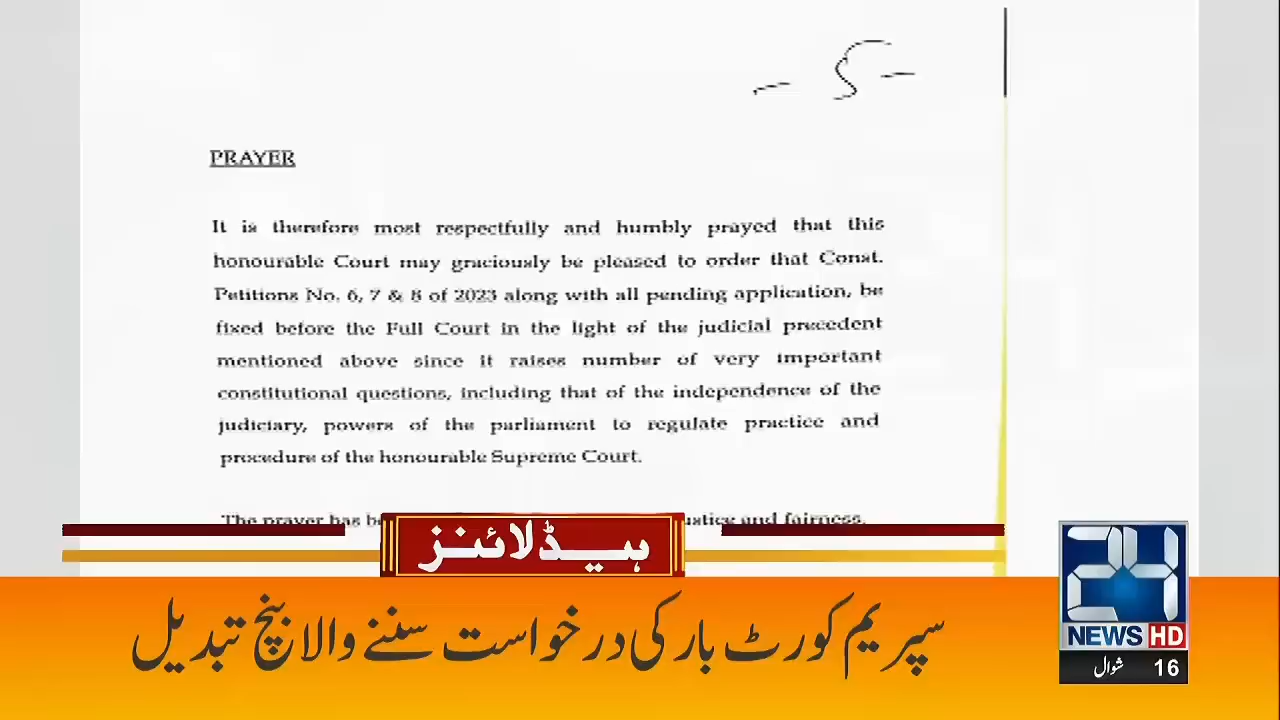 - 5 -
PRAYER
It is therefore most respectfully and humbly prayed that this
honourable Court may graciously be pleased to order that Const.
Petitions No. 6, 7 & 8 of 2023 along with all pending application, be
fixed before the Full Court in the light of the judicial precedent
mentioned above since it raises number of very important
constitutional questions, including that of the independence of the
judiciary, powers of the parliament to regulate practice and
procedure of the honourable Supreme Court.
The prayer has and fairness.
ہیڈلائنز
سپریم کورٹ بار کی درخواست سننے والا بینچ تبدیل
24
NEWS HD
16 شوال